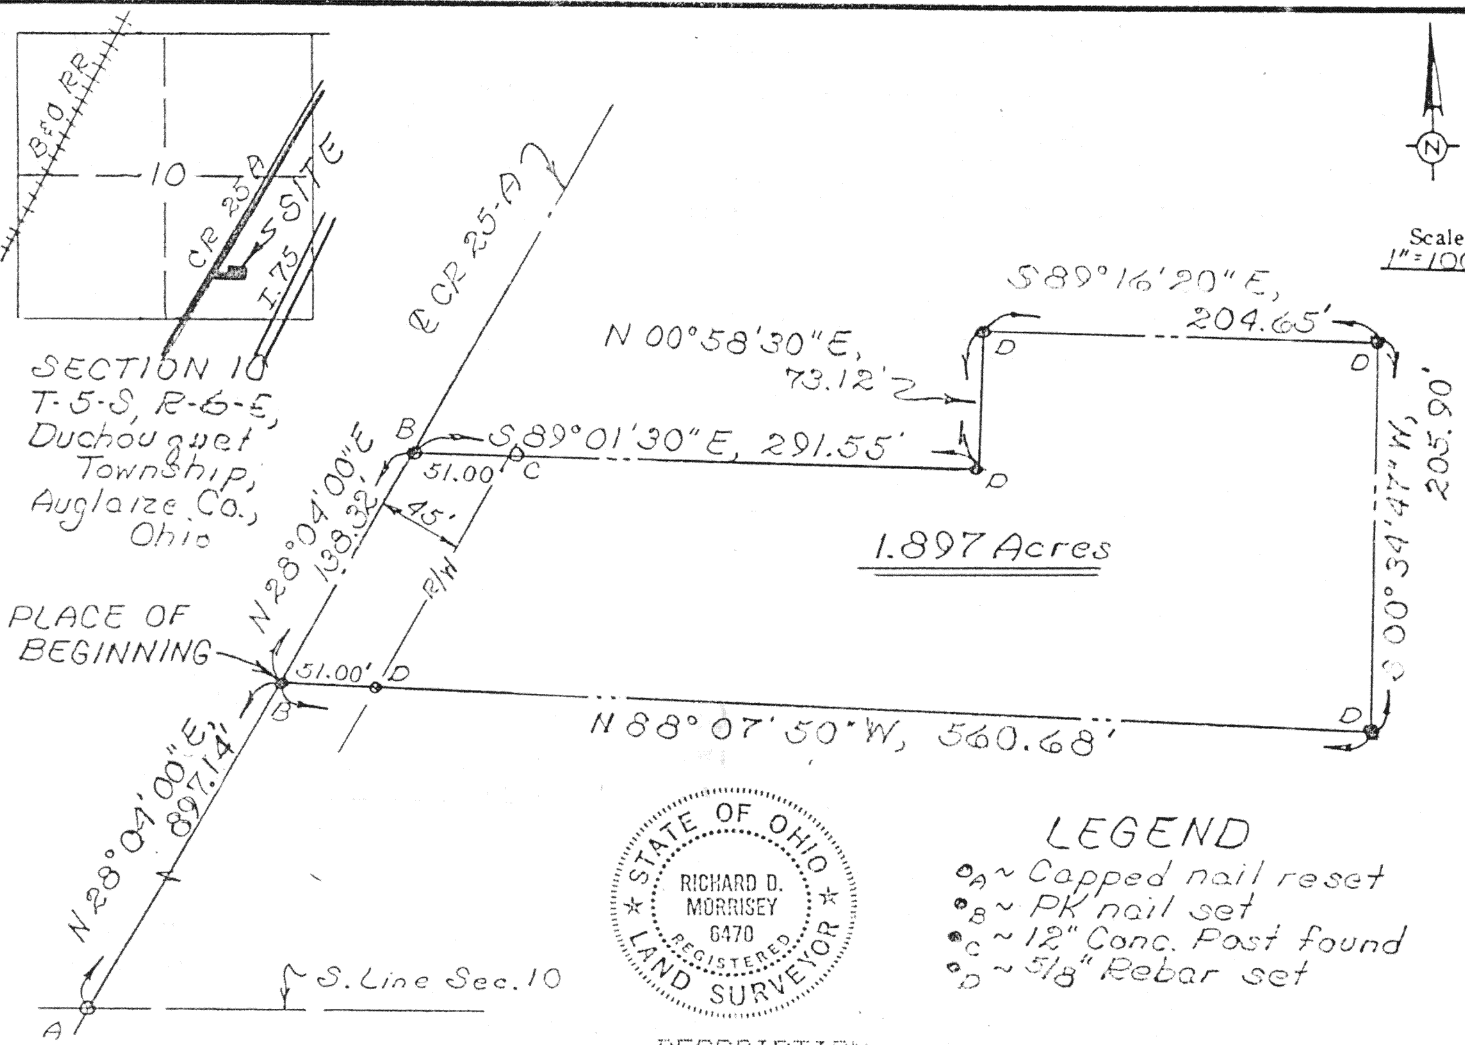 B&O RR
10
CR 25 A
SITE
I.75
SECTION 10
T-5-S, R-6-E,
Duchouquet
Township,
Auglaize Co.,
Ohio
℄ CR 25-A
N
Scale
1"=100
S 89°16'20" E,
204.65'
N 00°58'30" E,
73.12'
D
D
B
S 89°01'30" E, 291.55'
51.00
C
D
N 28°04'00" E
138.32'
45'
R/W
1.897 Acres
S 00°34'47" W,
205.90'
PLACE OF
BEGINNING
51.00'
D
B
N 88°07'50" W, 560.68'
D
N 28°04'00" E,
897.14'
S. Line Sec. 10
A
STATE OF OHIO
RICHARD D.
MORRISEY
6470
REGISTERED
LAND SURVEYOR
LEGEND
A ~ Capped nail reset
B ~ PK nail set
C ~ 12" Conc. Post found
D ~ 5/8" Rebar set
DESCRIPTION